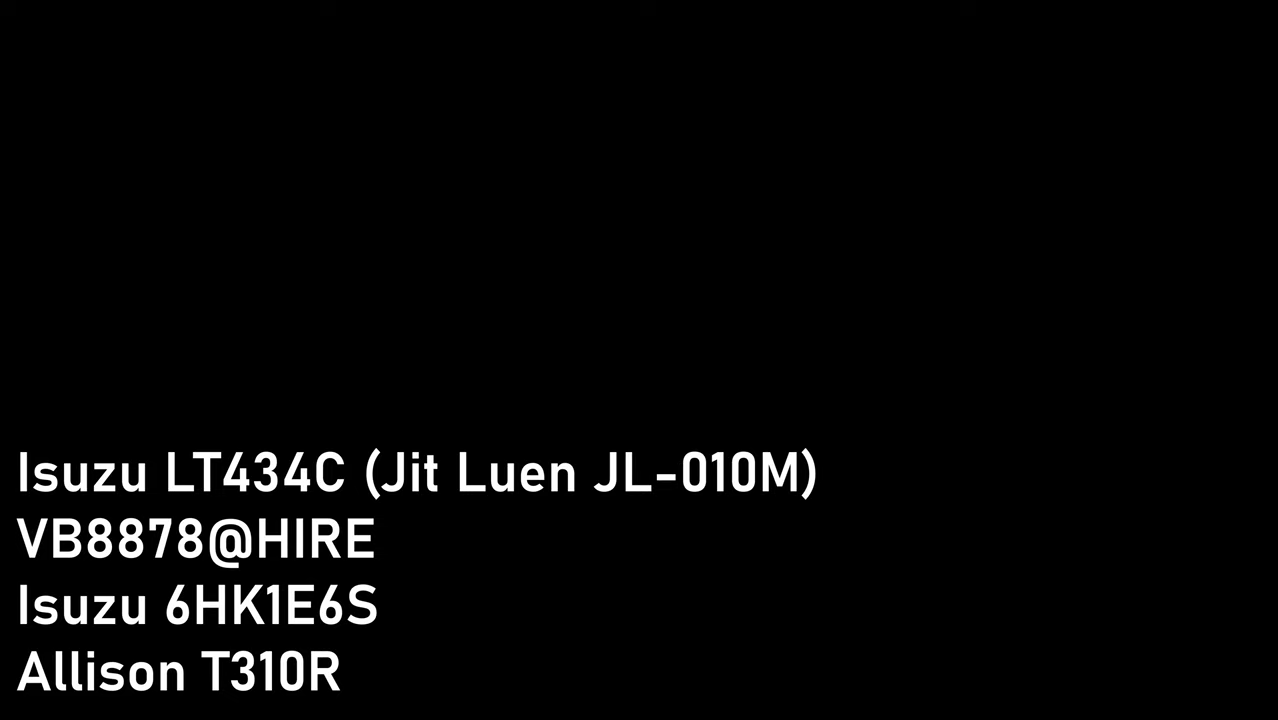 Isuzu LT434C (Jit Luen JL-010M)
VB8878@HIRE
Isuzu 6HK1E6S
Allison T310R